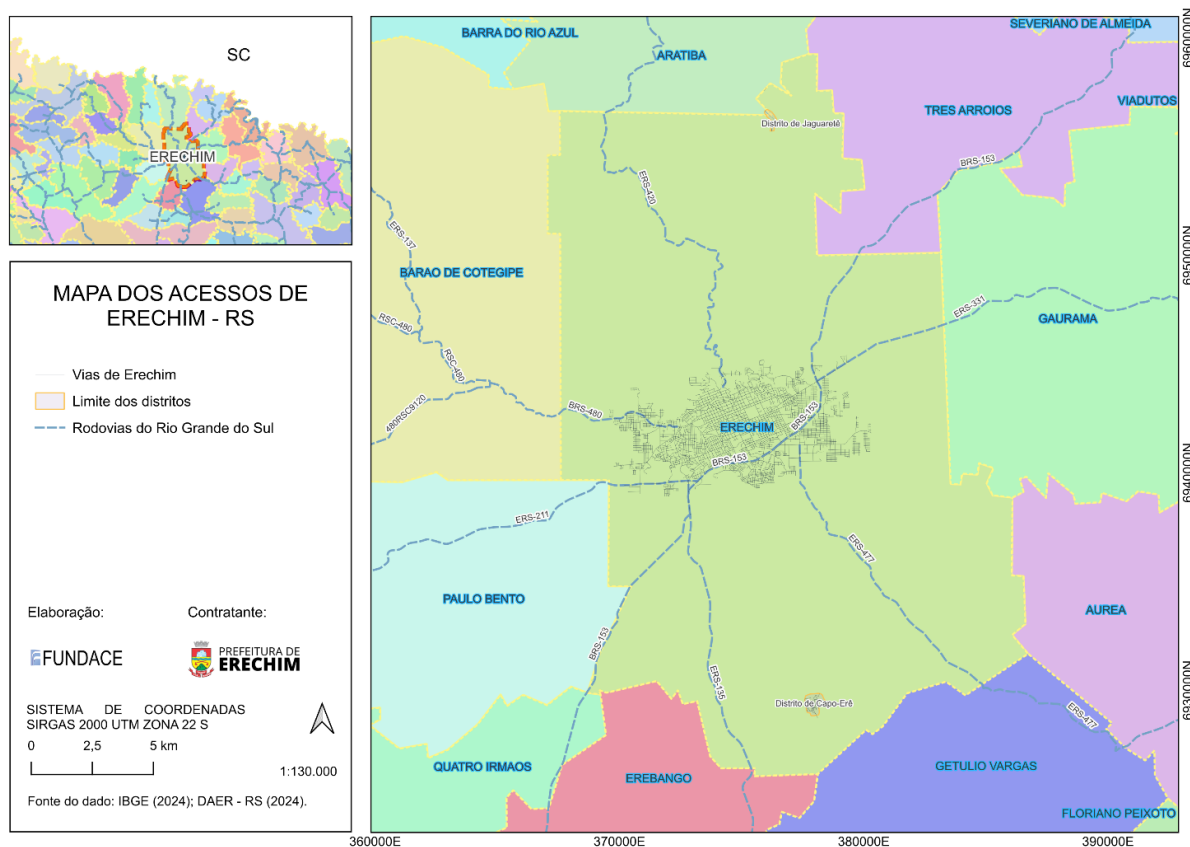 SC
ERECHIM
MAPA DOS ACESSOS DE
ERECHIM - RS
Vias de Erechim
Limite dos distritos
Rodovias do Rio Grande do Sul
Elaboração:
Contratante:
FUNDACE
PREFEITURA DE
ERECHIM
SISTEMA DE COORDENADAS
SIRGAS 2000 UTM ZONA 22 S
0 2,5 5 km
1:130.000
Fonte do dado: IBGE (2024); DAER - RS (2024).
BARRA DO RIO AZUL
ARATIBA
SEVERIANO DE ALMEIDA
TRES ARROIOS
VIADUTOS
Distrito de Jaguaretê
BRS-153
ERS-420
ERS-137
BARAO DE COTEGIPE
ERS-331
GAURAMA
RSC-480
RSC-480
480RSC9120
BRS-480
BRS-153
ERECHIM
BRS-153
ERS-211
ERS-477
PAULO BENTO
AUREA
BRS-153
ERS-135
Distrito de Capo-Erê
ERS-477
QUATRO IRMAOS
EREBANGO
GETULIO VARGAS
FLORIANO PEIXOTO
360000E
370000E
380000E
390000E
6960000N
6950000N
6940000N
6930000N